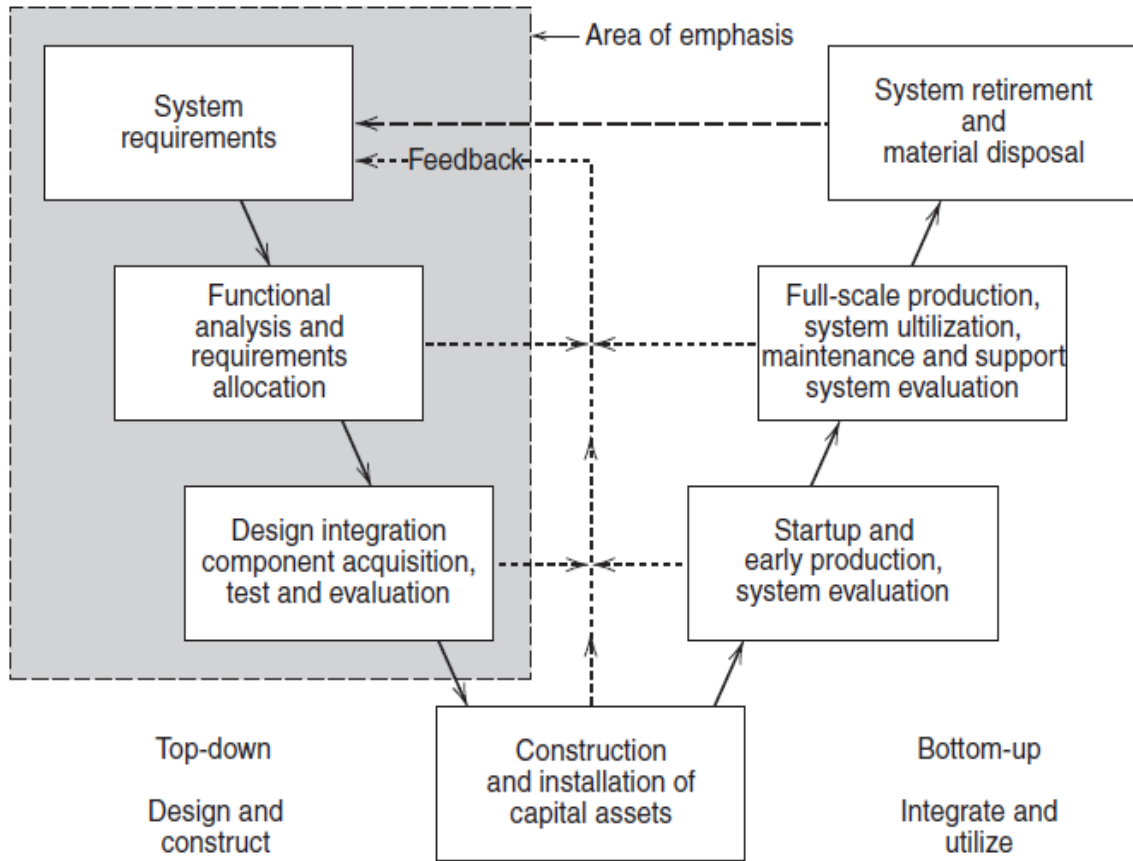 Area of emphasis
System
requirements
System retirement
and
material disposal
Feedback
Functional
analysis and
requirements
allocation
Full-scale production,
system ultilization,
maintenance and support
system evaluation
Design integration
component acquisition,
test and evaluation
Startup and
early production,
system evaluation
Top-down
Design and
construct
Construction
and installation of
capital assets
Bottom-up
Integrate and
utilize